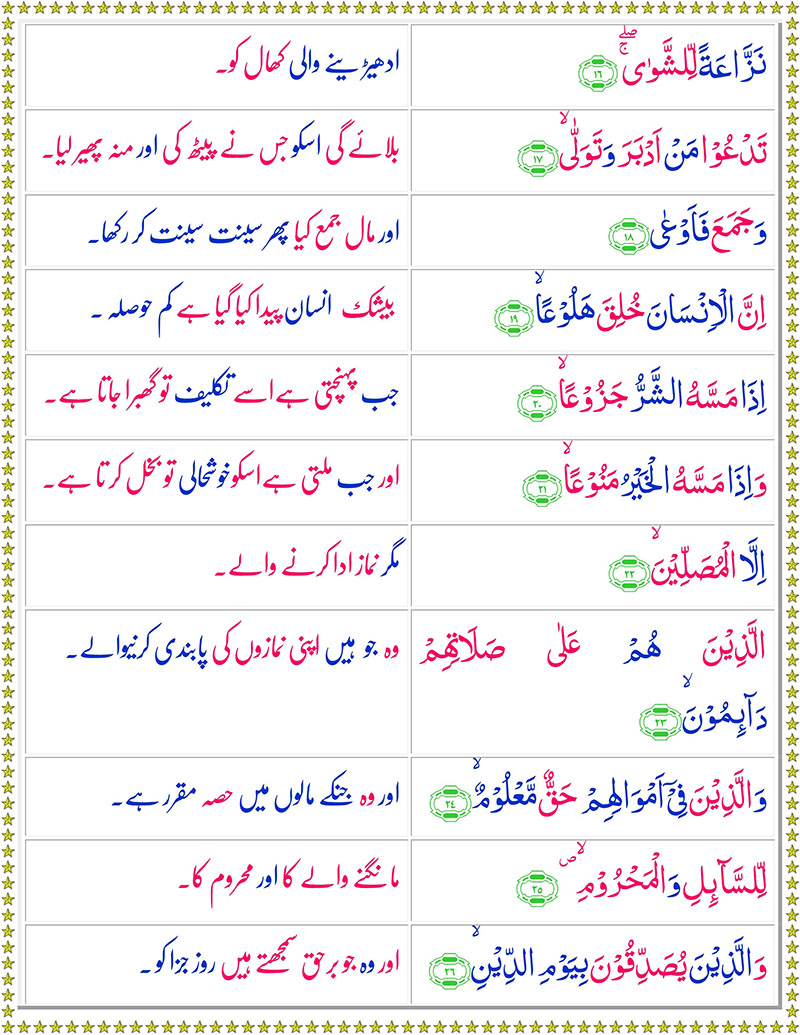 نَزَّاعَةً لِّلشَّوٰى ۚۖ ﴿١٦﴾
ادھیڑینے والی کھال کو۔
تَدْعُوْا مَنْ اَدْبَرَ وَتَوَلّٰى ۙ ﴿١٧﴾
بلائے گی اسکو جس نے پیٹھ کی اور منہ پھیر لیا۔
وَ جَمَعَ فَاَوْعٰى ﴿١٨﴾
اور مال جمع کیا پھر سینت سینت کر رکھا۔
اِنَّ الْاِنْسَانَ خُلِقَ هَلُوْعًا ۙ ﴿١٩﴾
بیشک انسان پیدا کیا گیا ہے کم حوصلہ ۔
اِذَا مَسَّهُ الشَّرُّ جَزُوْعًا ۙ ﴿٢٠﴾
جب پہنچتی ہے اسے تکلیف تو گھبرا جاتا ہے۔
وَاِذَا مَسَّهُ الْخَيْرُ مَنُوْعًا ۙ ﴿٢١﴾
اور جب ملتی ہے اسکو خوشحالی تو بخل کرتا ہے۔
اِلَّا الْمُصَلِّيْنَ ۙ ﴿٢٢﴾
مگر نماز ادا کرنے والے۔
الَّذِيْنَ هُمْ عَلٰى صَلَاتِهِمْ
دَآٮِٕمُوْنَ ۙ ﴿٢٣﴾
وہ جو ہیں اپنی نمازوں کی پابندی کرنیوالے۔
وَالَّذِيْنَ فِىْۤ اَمْوَالِهِمْ حَقٌّ مَّعْلُوْمٌ ۙ ﴿٢٤﴾
اور وہ جنکے مالوں میں حصہ مقرر ہے۔
لِّلسَّآٮِٕلِ وَالْمَحْرُوْمِ ۙ ص ﴿٢٥﴾
مانگنے والے کا اور محروم کا۔
وَالَّذِيْنَ يُصَدِّقُوْنَ بِيَوْمِ الدِّيْنِ ۙ ﴿٢٦﴾
اور وہ جو برحق سمجھتے ہیں روز جزا کو۔